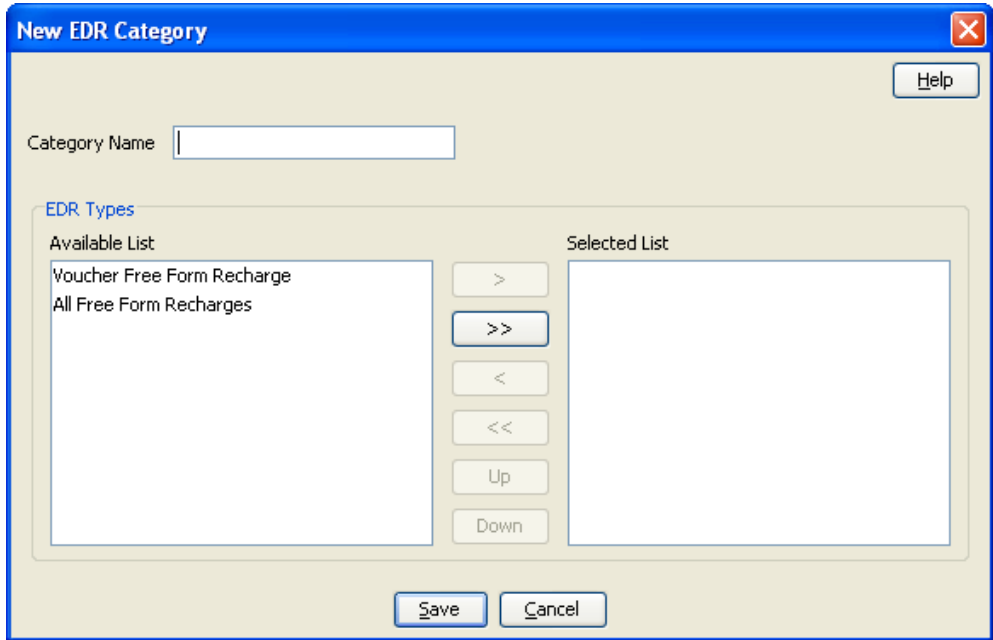 New EDR Category
Help
Category Name
EDR Types
Available List
Selected List
Voucher Free Form Recharge
All Free Form Recharges
>
>>
<
<<
Up
Down
Save
Cancel